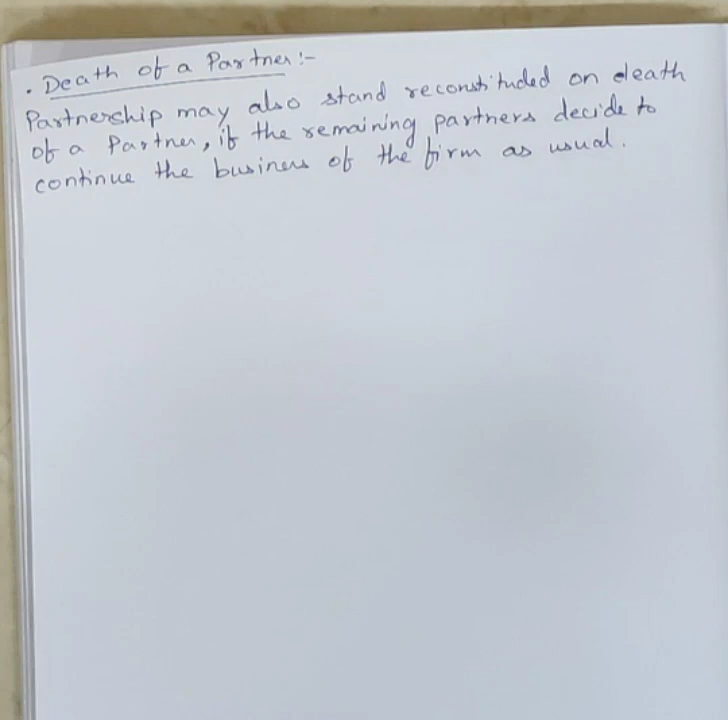 . Death of a Partner :-
Partnership may also stand reconstituded on death
of a Partner, if the remaining partners decide to
continue the business of the firm as usual.